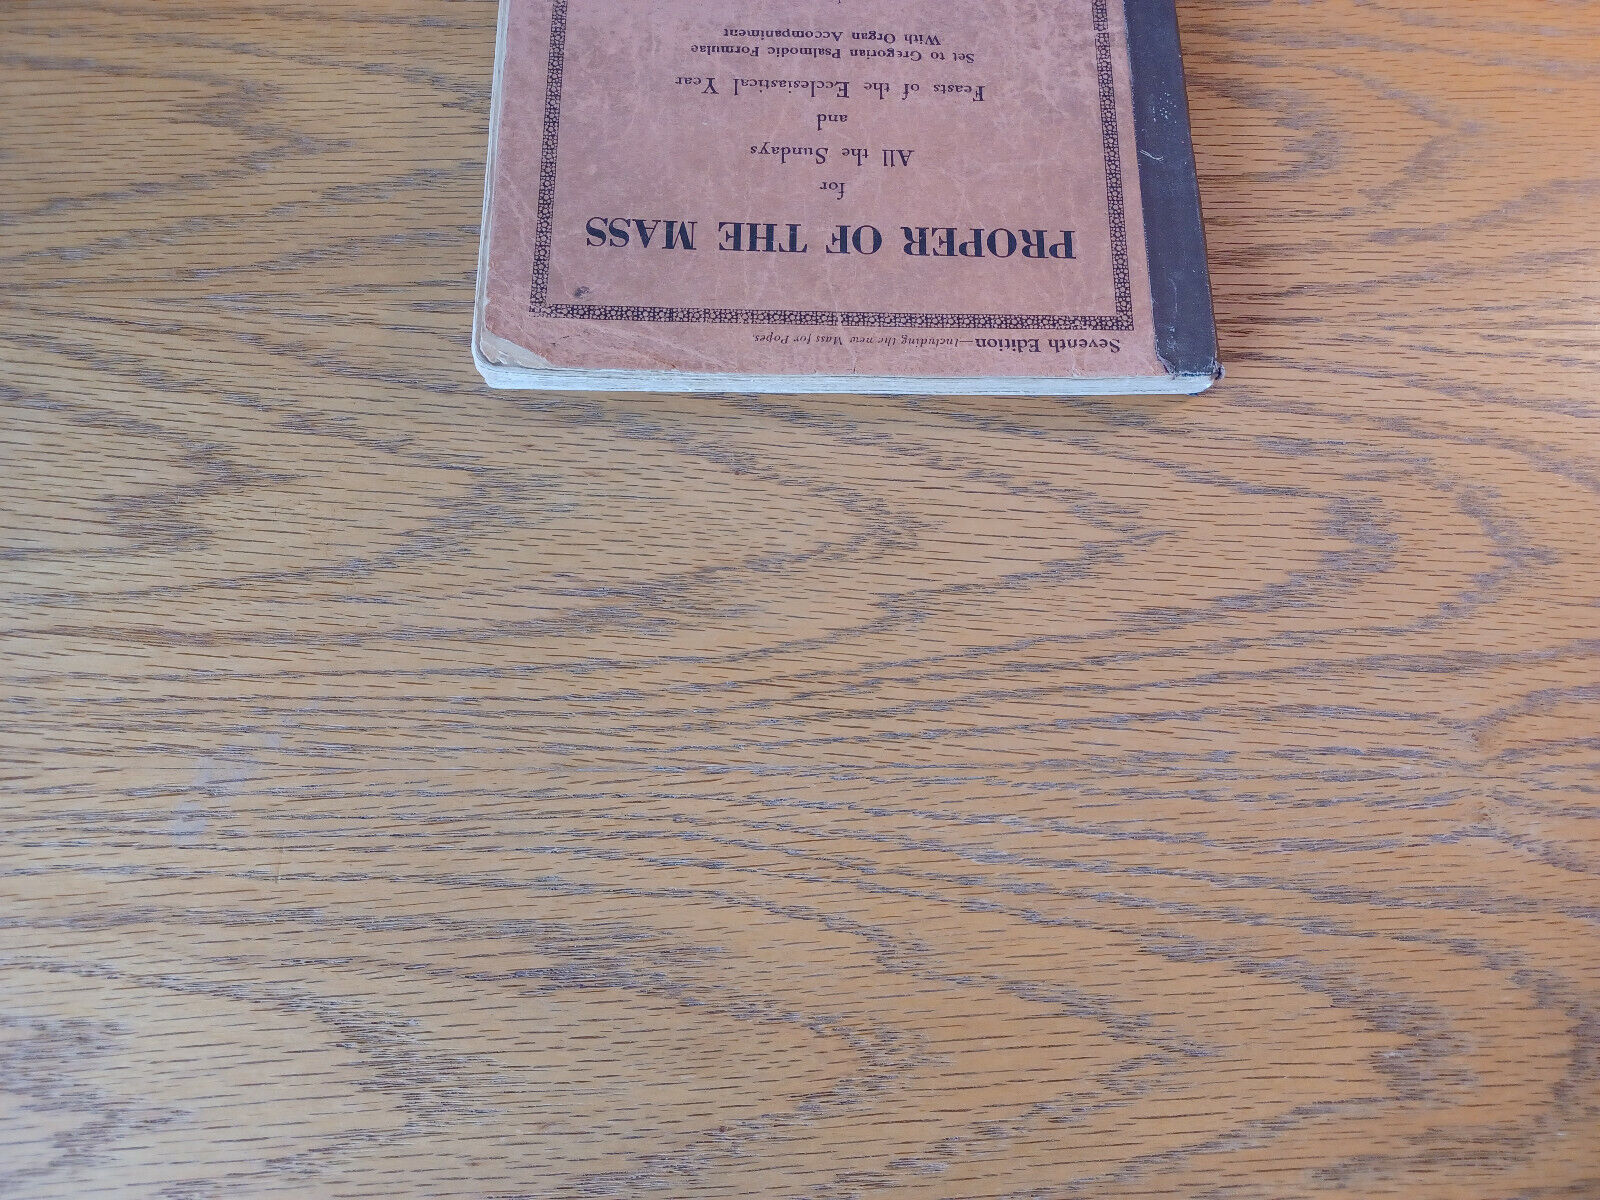 Seventh Edition—Including the new Mass for Popes.
PROPER OF THE MASS
for
All the Sundays
and
Feasts of the Ecclesiastical Year
Set to Gregorian Psalmodic Formulae
With Organ Accompaniment